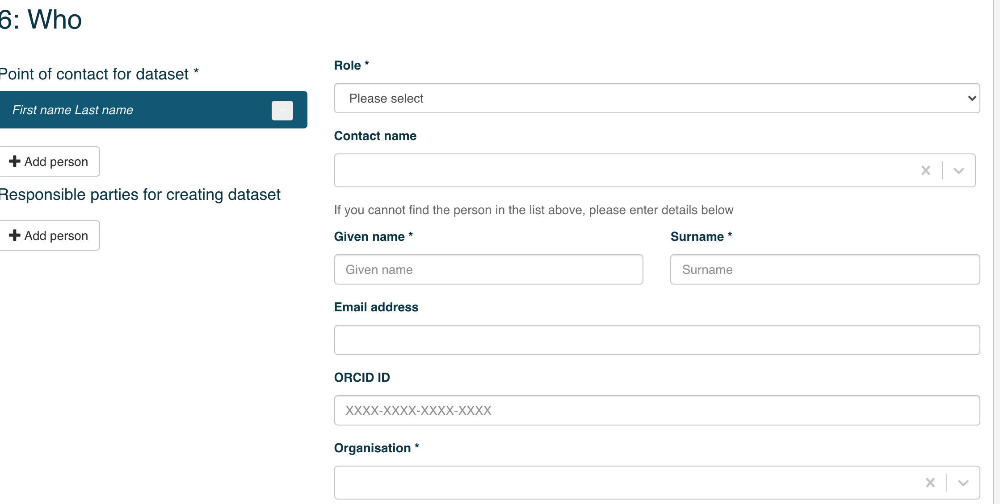 6: Who
Point of contact for dataset *
First name Last name
Add person
Responsible parties for creating dataset
Add person
Role *
Please select
Contact name
If you cannot find the person in the list above, please enter details below
Given name *
Surname *
Given name
Surname
Email address
ORCID ID
XXXX-XXXX-XXXX-XXXX
Organisation *